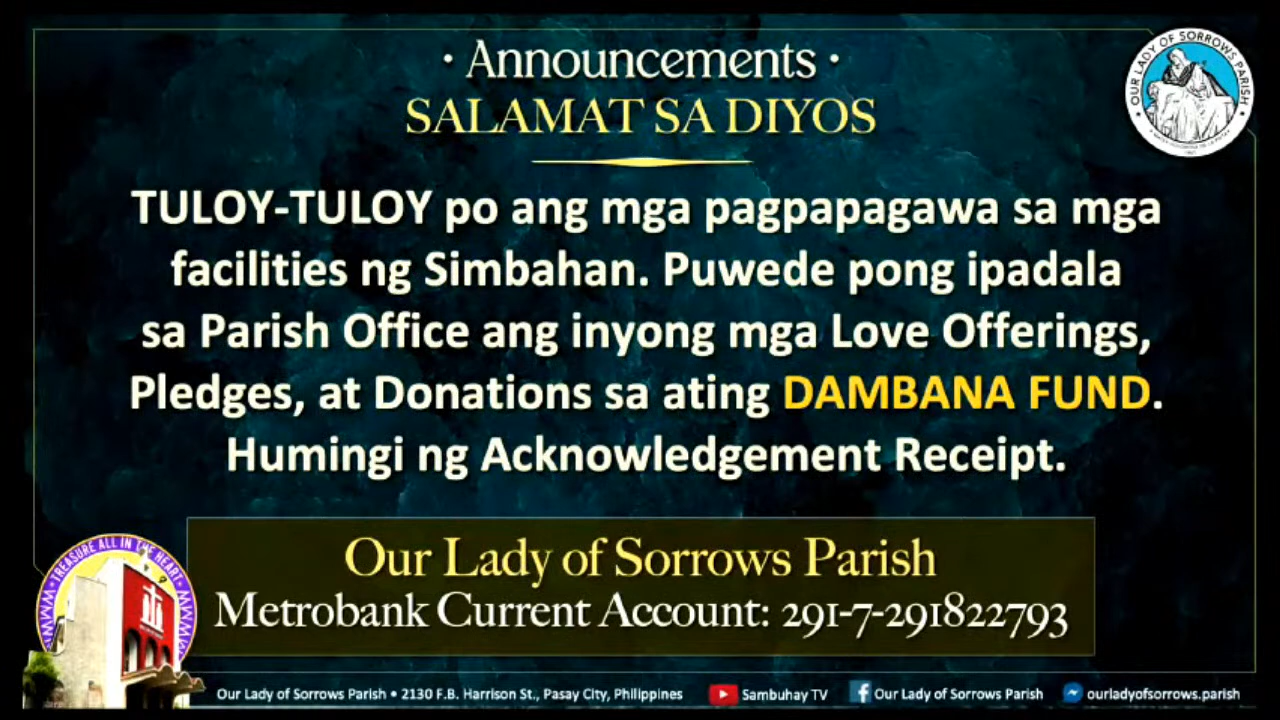 · Announcements ·
SALAMAT SA DIYOS
OUR LADY OF SORROWS PARISH
TULOY-TULOY po ang mga pagpapagawa sa mga
facilities ng Simbahan. Puwede pong ipadala
sa Parish Office ang inyong mga Love Offerings,
Pledges, at Donations sa ating DAMBANA FUND.
Humingi ng Acknowledgement Receipt.
TREASURE ALL IN THE HEART
Our Lady of Sorrows Parish
Metrobank Current Account: 291-7-291822793
Our Lady of Sorrows Parish • 2130 F.B. Harrison St., Pasay City, Philippines Sambuhay TV Our Lady of Sorrows Parish ourladyofsorrows.parish